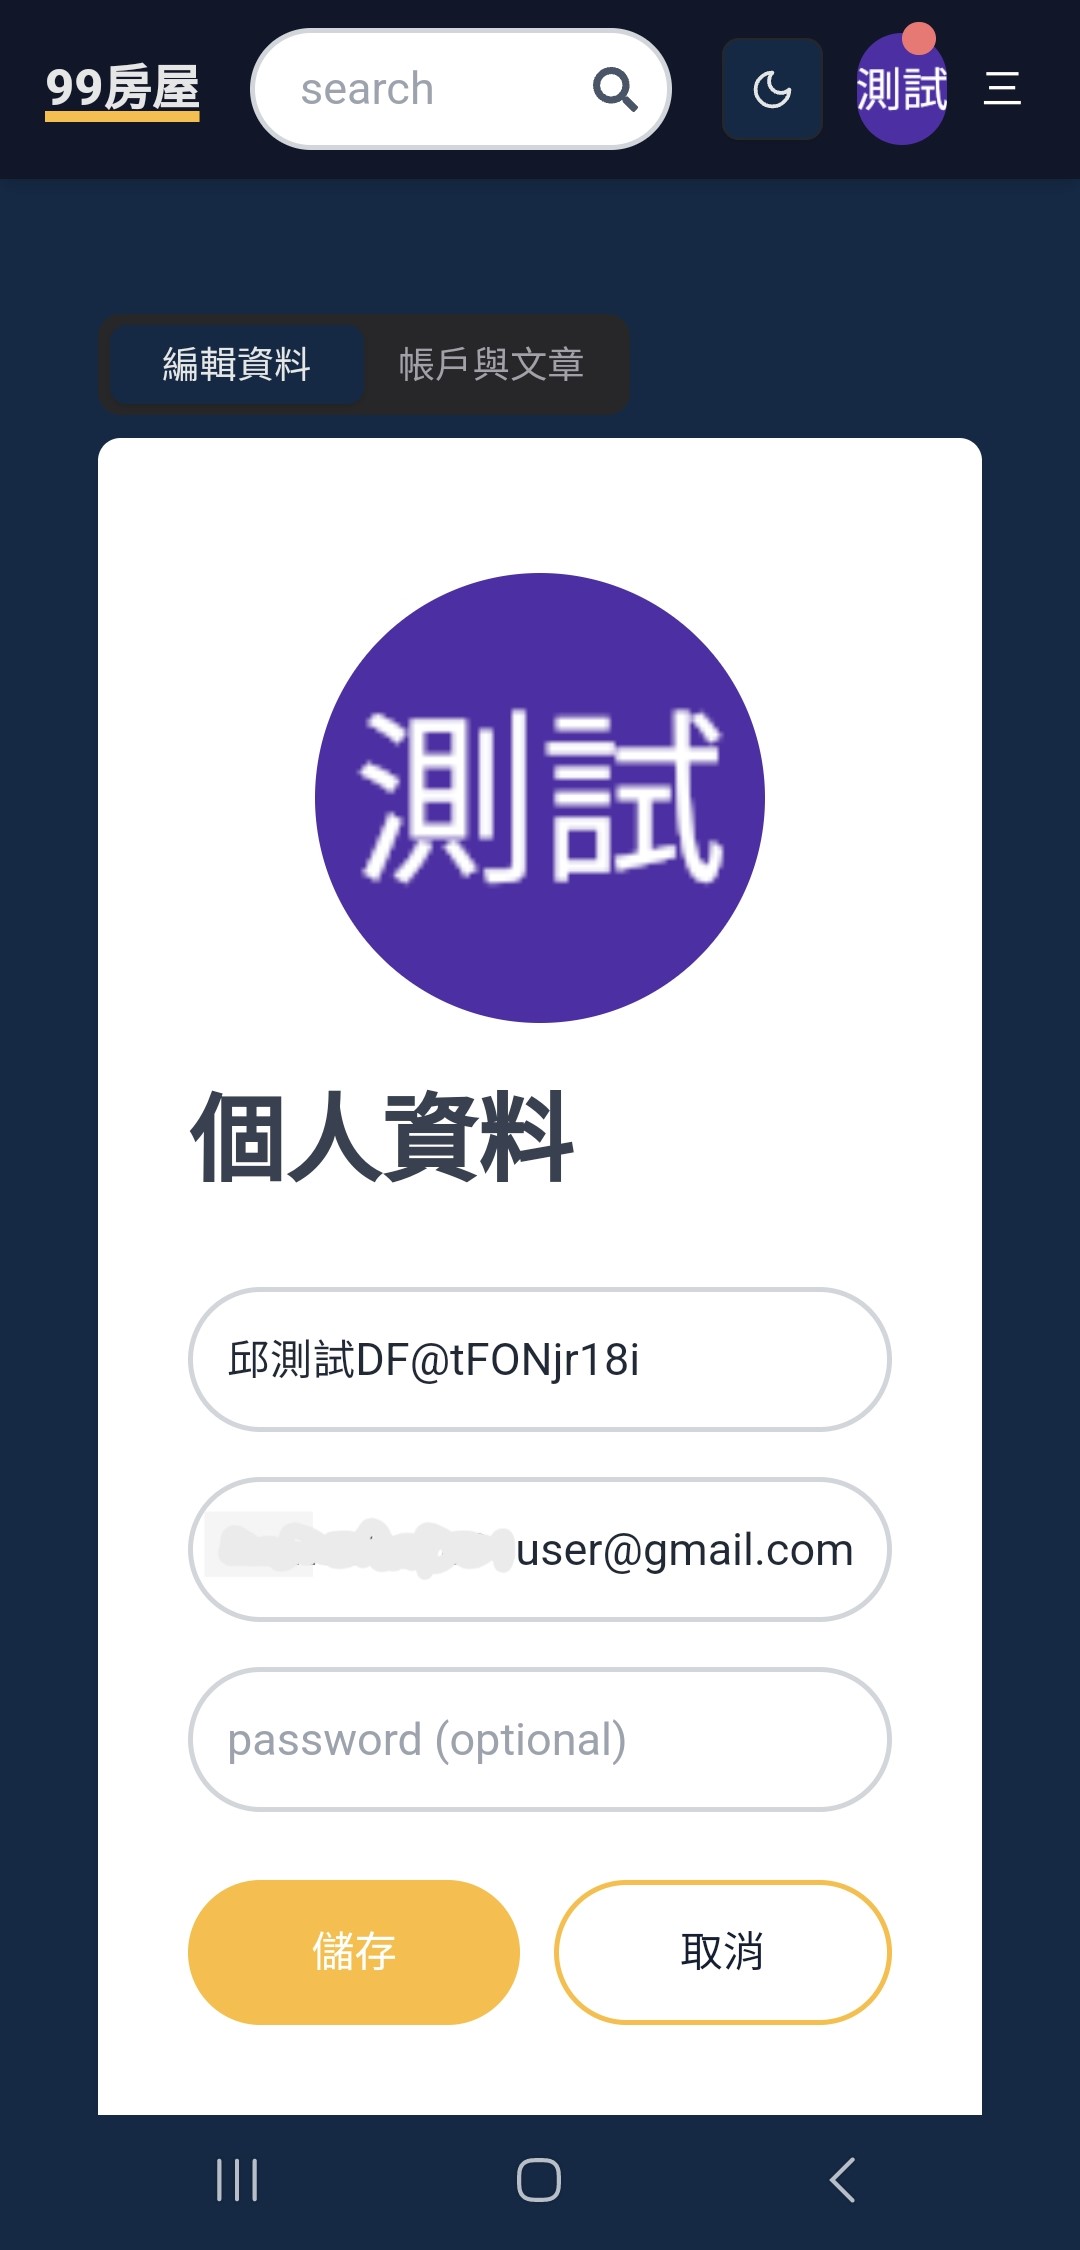 99房屋
search
測試
編輯資料
帳戶與文章
測試
個人資料
邱測試DF@tFONjr18i
user@gmail.com
password (optional)
儲存
取消